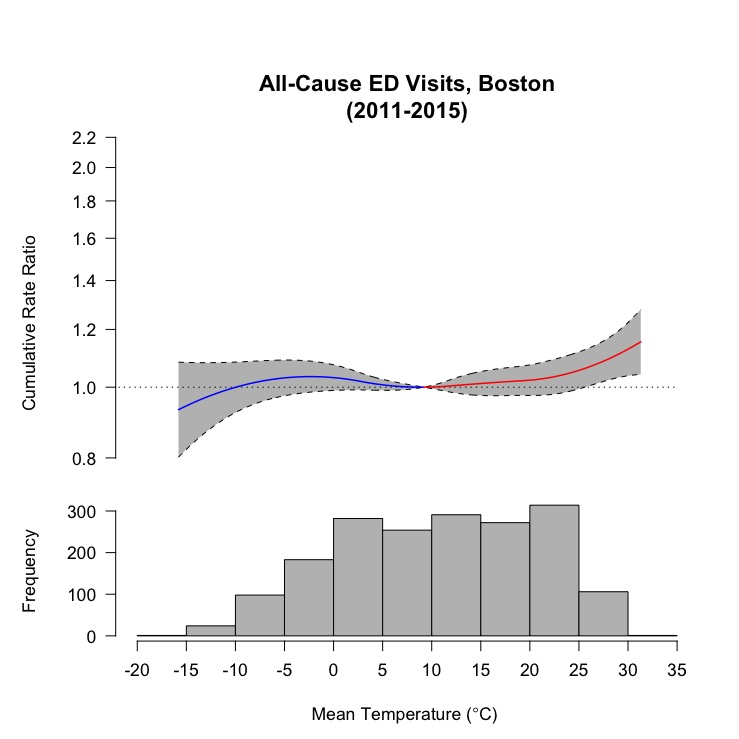 All-Cause ED Visits, Boston
(2011-2015)
Cumulative Rate Ratio
2.2
2.0
1.8
1.6
1.4
1.2
1.0
0.8
Frequency
300
200
100
0
-20 -15 -10 -5 0 5 10 15 20 25 30 35
Mean Temperature (°C)